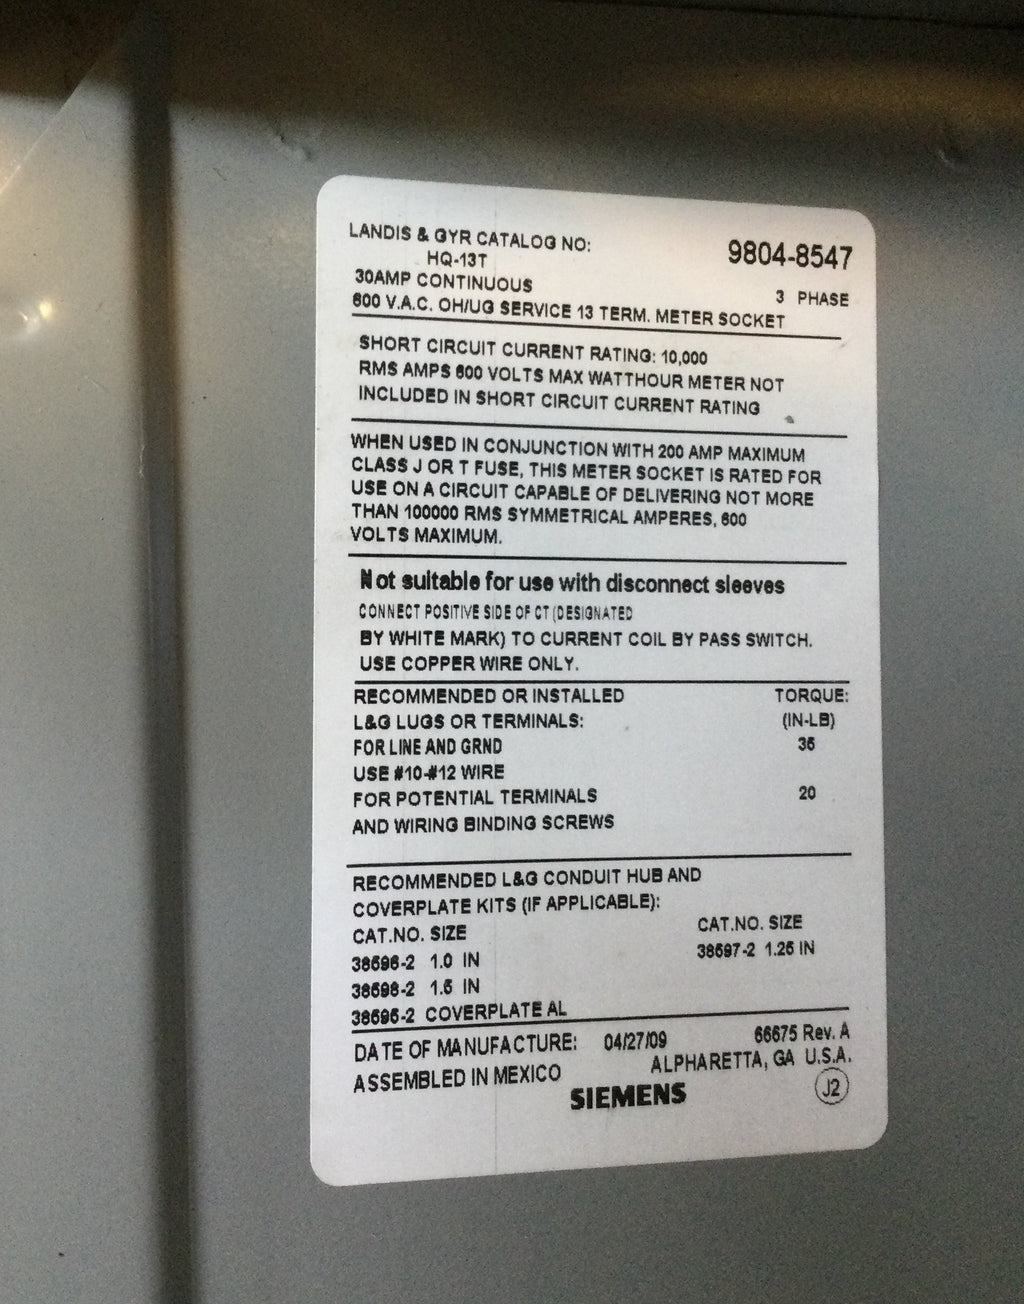 LANDIS & GYR CATALOG NO: 9804-8547
HQ-13T
30AMP CONTINUOUS 3 PHASE
600 V.A.C. OH/UG SERVICE 13 TERM. METER SOCKET
SHORT CIRCUIT CURRENT RATING: 10,000
RMS AMPS 600 VOLTS MAX WATTHOUR METER NOT
INCLUDED IN SHORT CIRCUIT CURRENT RATING
WHEN USED IN CONJUNCTION WITH 200 AMP MAXIMUM
CLASS J OR T FUSE, THIS METER SOCKET IS RATED FOR
USE ON A CIRCUIT CAPABLE OF DELIVERING NOT MORE
THAN 100000 RMS SYMMETRICAL AMPERES, 600
VOLTS MAXIMUM.
Not suitable for use with disconnect sleeves
CONNECT POSITIVE SIDE OF CT (DESIGNATED
BY WHITE MARK) TO CURRENT COIL BY PASS SWITCH.
USE COPPER WIRE ONLY.
RECOMMENDED OR INSTALLED TORQUE:
L&G LUGS OR TERMINALS: (IN-LB)
FOR LINE AND GRND 35
USE #10-#12 WIRE
FOR POTENTIAL TERMINALS 20
AND WIRING BINDING SCREWS
RECOMMENDED L&G CONDUIT HUB AND
COVERPLATE KITS (IF APPLICABLE):
CAT.NO. SIZE CAT.NO. SIZE
38596-2 1.0 IN 38597-2 1.25 IN
38598-2 1.5 IN
38595-2 COVERPLATE AL
DATE OF MANUFACTURE: 04/27/09 66675 Rev. A
ASSEMBLED IN MEXICO ALPHARETTA, GA U.S.A.
SIEMENS J2